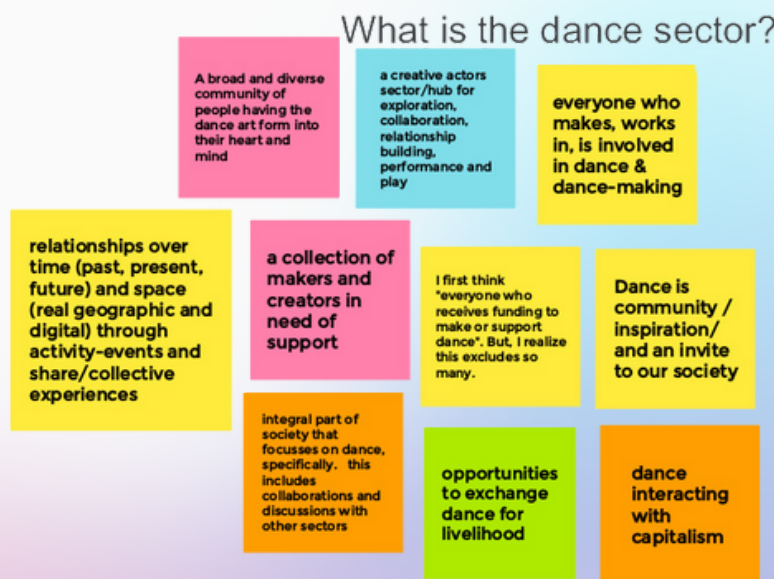 What is the dance sector?
A broad and diverse
community of
people having the
dance art form into
their heart and
mind
a creative actors
sector/hub for
exploration,
collaboration,
relationship
building,
performance and
play
everyone who
makes, works
in, is involved
in dance &
dance-making
relationships over
time (past, present,
future) and space
(real geographic and
digital) through
activity-events and
share/collective
experiences
a collection of
makers and
creators in
need of
support
I first think
"everyone who
receives funding to
make or support
dance". But, I realize
this excludes so
many.
Dance is
community /
inspiration/
and an invite
to our society
integral part of
society that
focusses on dance,
specifically. this
includes
collaborations and
discussions with
other sectors
opportunities
to exchange
dance for
livelihood
dance
interacting
with
capitalism